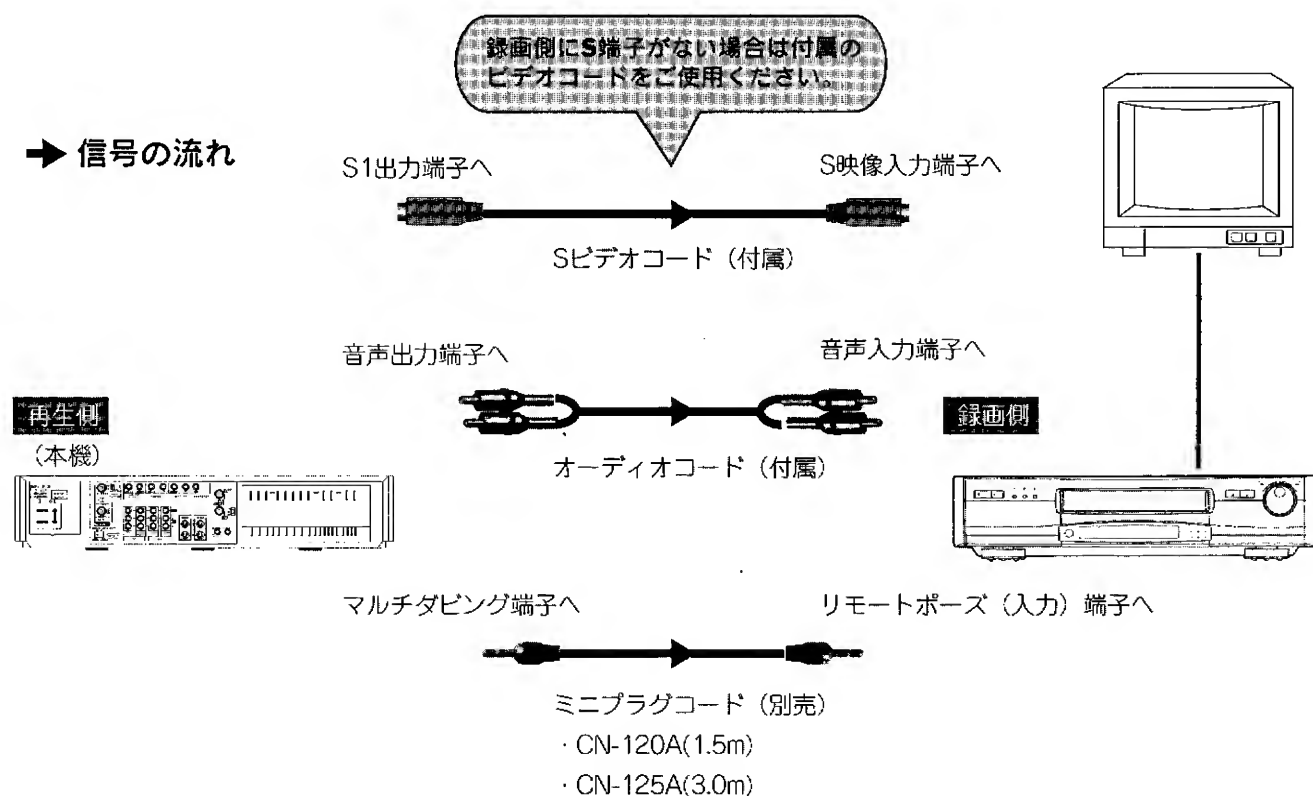 録画側にS端子がない場合は付属の
ビデオコードをご使用ください。
➔ 信号の流れ
S1出力端子へ
S映像入力端子へ
Sビデオコード（付属）
音声出力端子へ
音声入力端子へ
再生側
（本機）
録画側
オーディオコード（付属）
マルチダビング端子へ
リモートポーズ（入力）端子へ
ミニプラグコード（別売）
・CN-120A(1.5m)
・CN-125A(3.0m)